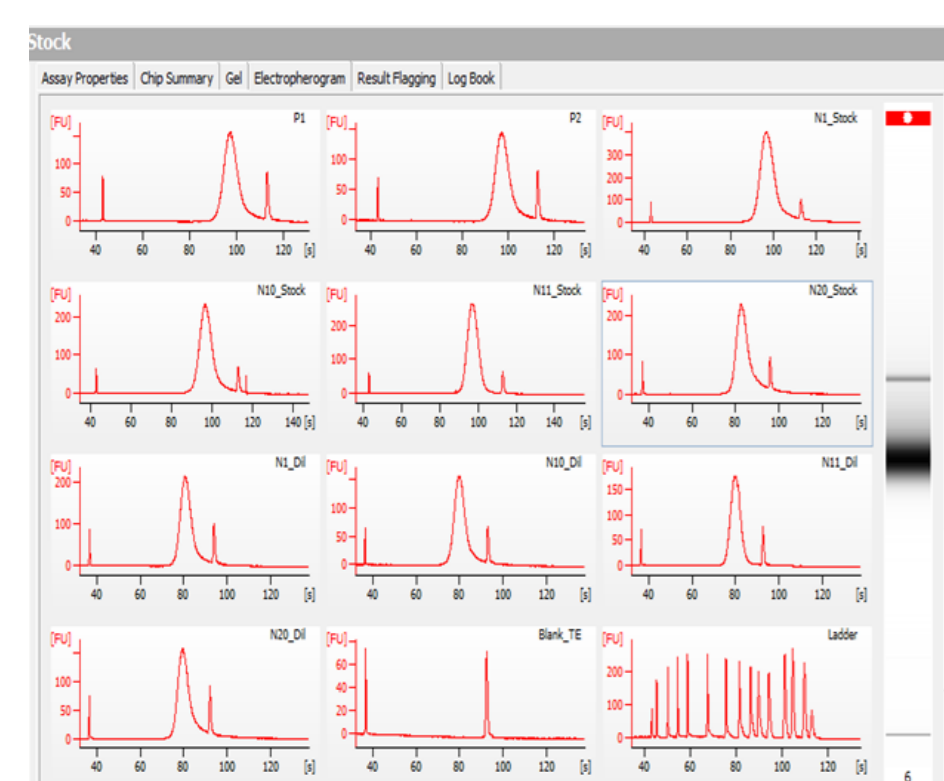 Stock
Assay Properties Chip Summary Gel Electropherogram Result Flagging Log Book
[FU] P1 [FU] P2 [FU] N1_Stock
100 100 300
50 50 200
0 0 100
0
40 60 80 100 120 [s] 40 60 80 100 120 [s] 40 60 80 100 120 [s]
[FU] N10_Stock [FU] N11_Stock [FU] N20_Stock
200 200 200
100 100 100
0 0 0
40 60 80 100 120 140 [s] 40 60 80 100 120 140 [s] 40 60 80 100 120 [s]
[FU] N1_Dil [FU] N10_Dil [FU] N11_Dil
200 100 150
100 50 100
0 0 50
0
40 60 80 100 120 [s] 40 60 80 100 120 [s] 40 60 80 100 120 [s]
[FU] N20_Dil [FU] Blank_TE [FU] Ladder
100 60 200
50 40 100
0 20 0
0
40 60 80 100 120 [s] 40 60 80 100 120 [s] 40 60 80 100 120 [s]
6